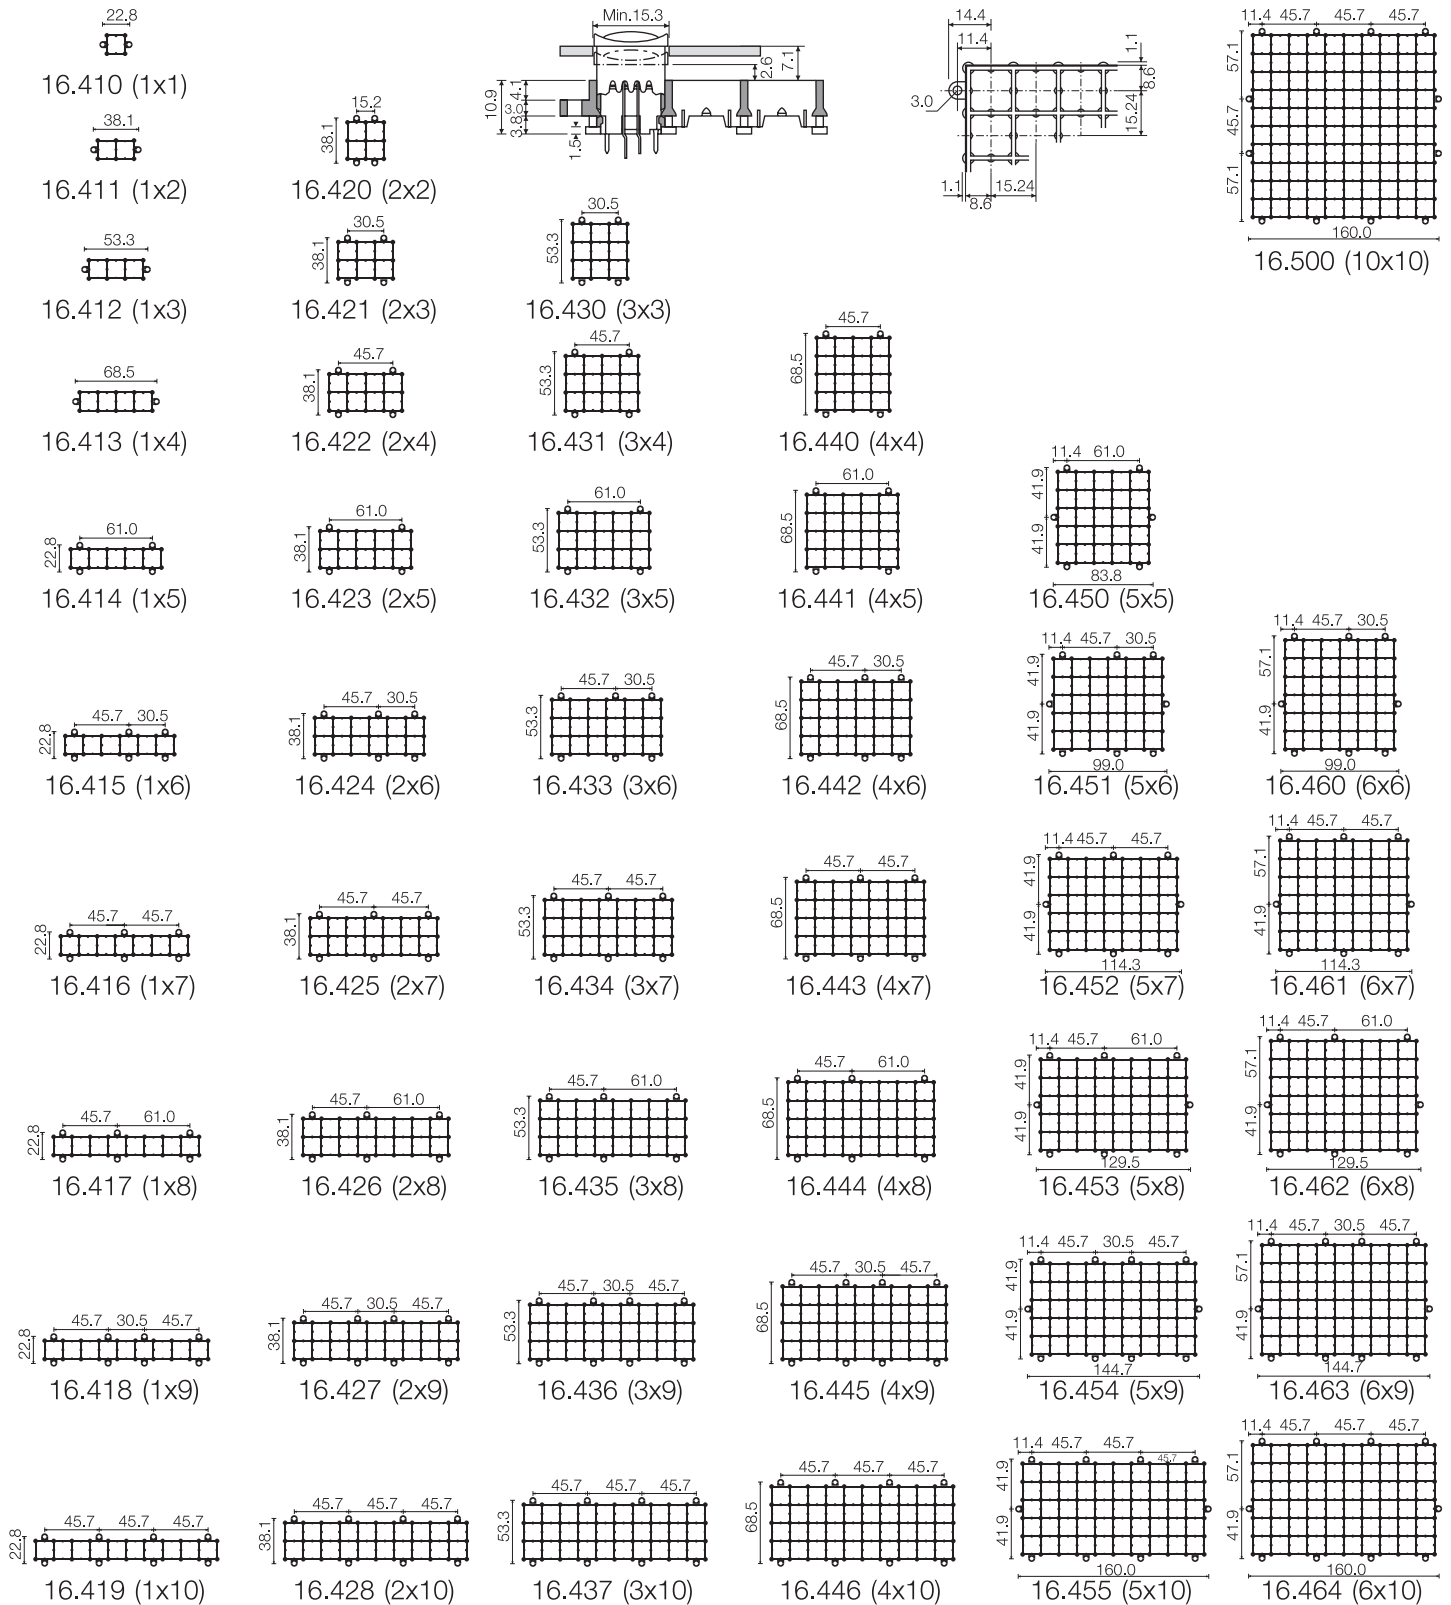 22.8
16.410 (1x1)
38.1
16.411 (1x2)
15.2
38.1
16.420 (2x2)
Min.15.3
7.1
2.6
10.9
4.1
3.0
3.8
1.5
14.4
11.4
3.0
1.1
8.6
15.24
1.1
15.24
8.6
11.4 45.7 45.7 45.7
57.1
45.7
57.1
160.0
16.500 (10x10)
53.3
16.412 (1x3)
30.5
38.1
16.421 (2x3)
30.5
53.3
16.430 (3x3)
68.5
16.413 (1x4)
45.7
38.1
16.422 (2x4)
45.7
53.3
16.431 (3x4)
45.7
68.5
16.440 (4x4)
61.0
22.8
16.414 (1x5)
61.0
38.1
16.423 (2x5)
61.0
53.3
16.432 (3x5)
61.0
68.5
16.441 (4x5)
11.4 61.0
41.9
41.9
83.8
16.450 (5x5)
45.7 30.5
22.8
16.415 (1x6)
45.7 30.5
38.1
16.424 (2x6)
45.7 30.5
53.3
16.433 (3x6)
45.7 30.5
68.5
16.442 (4x6)
11.4 45.7 30.5
41.9
41.9
99.0
16.451 (5x6)
11.4 45.7 30.5
57.1
41.9
99.0
16.460 (6x6)
45.7 45.7
22.8
16.416 (1x7)
45.7 45.7
38.1
16.425 (2x7)
45.7 45.7
53.3
16.434 (3x7)
45.7 45.7
68.5
16.443 (4x7)
11.4 45.7 45.7
41.9
41.9
114.3
16.452 (5x7)
11.4 45.7 45.7
57.1
41.9
114.3
16.461 (6x7)
45.7 61.0
22.8
16.417 (1x8)
45.7 61.0
38.1
16.426 (2x8)
45.7 61.0
53.3
16.435 (3x8)
45.7 61.0
68.5
16.444 (4x8)
11.4 45.7 61.0
41.9
41.9
129.5
16.453 (5x8)
11.4 45.7 61.0
57.1
41.9
129.5
16.462 (6x8)
45.7 30.5 45.7
22.8
16.418 (1x9)
45.7 30.5 45.7
38.1
16.427 (2x9)
45.7 30.5 45.7
53.3
16.436 (3x9)
45.7 30.5 45.7
68.5
16.445 (4x9)
11.4 45.7 30.5 45.7
41.9
41.9
144.7
16.454 (5x9)
11.4 45.7 30.5 45.7
57.1
41.9
144.7
16.463 (6x9)
45.7 45.7 45.7
22.8
16.419 (1x10)
45.7 45.7 45.7
38.1
16.428 (2x10)
45.7 45.7 45.7
53.3
16.437 (3x10)
45.7 45.7 45.7
68.5
16.446 (4x10)
11.4 45.7 45.7 45.7
41.9
41.9
160.0
16.455 (5x10)
11.4 45.7 45.7 45.7
57.1
41.9
160.0
16.464 (6x10)